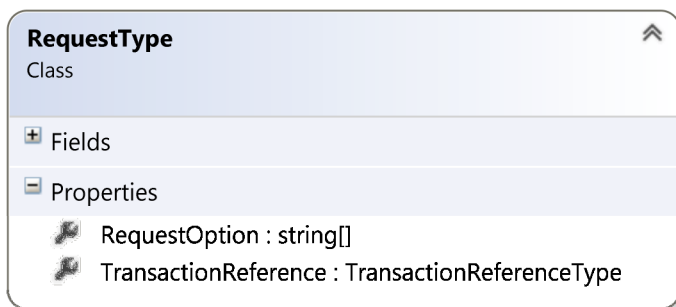 RequestType
Class
Fields
Properties
RequestOption : string[]
TransactionReference : TransactionReferenceType